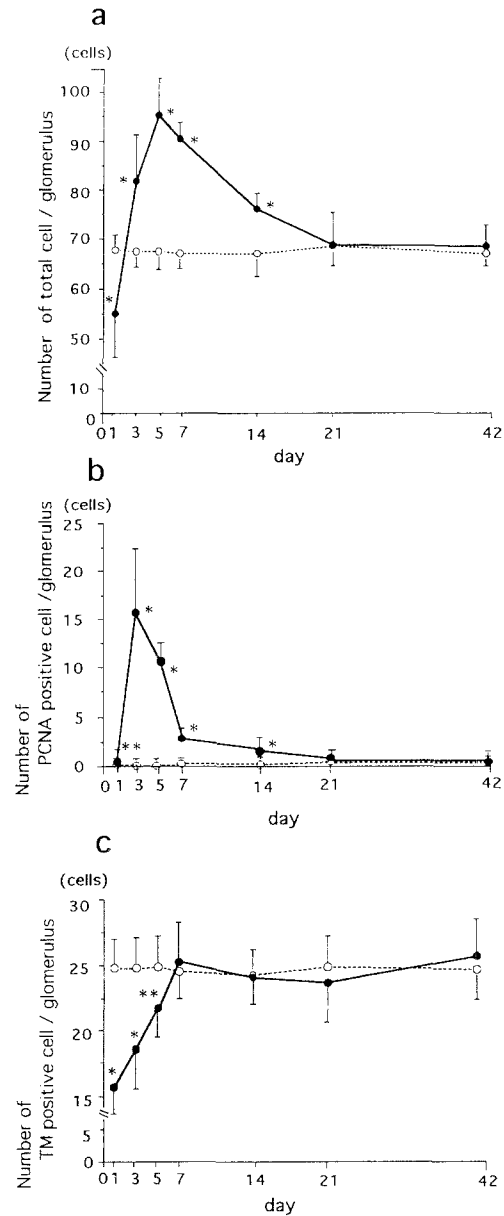 a
(cells)
Number of total cell / glomerulus
100
90
80
70
60
50
10
0
* * * * *
0 1 3 5 7 14 21 42
day
b
(cells)
Number of
PCNA positive cell /glomerulus
25
20
15
10
5
0
** * * * *
0 1 3 5 7 14 21 42
day
c
(cells)
Number of
TM positive cell / glomerulus
30
25
20
15
5
0
* * **
0 1 3 5 7 14 21 42
day